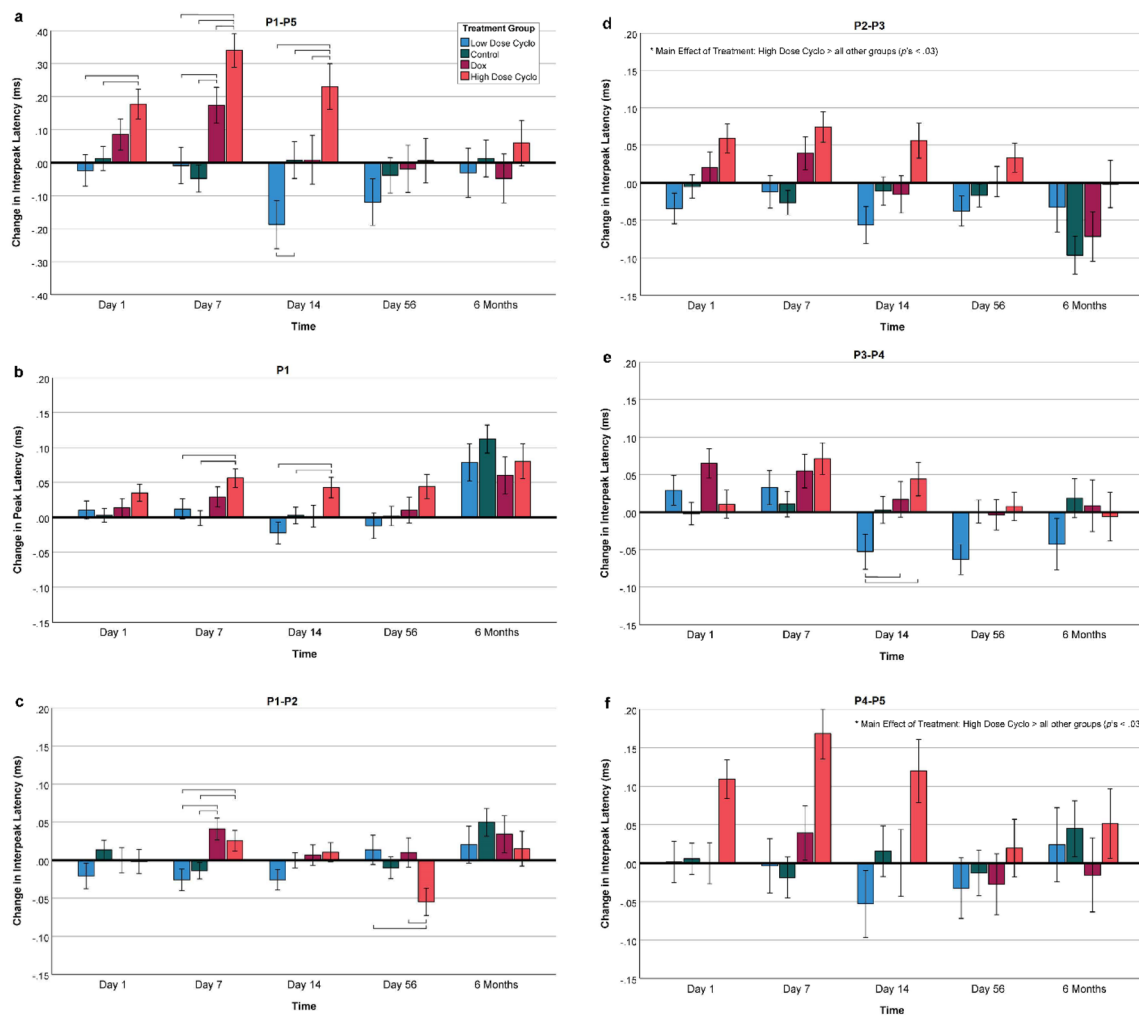 a
P1-P5
Change in Interpeak Latency (ms)
.40
.30
.20
.10
.00
-.10
-.20
-.30
-.40
Treatment Group
Low Dose Cyclo
Control
Dox
High Dose Cyclo
Day 1
Day 7
Day 14
Day 56
6 Months
Time
b
P1
Change in Peak Latency (ms)
.20
.15
.10
.05
.00
-.05
-.10
-.15
Day 1
Day 7
Day 14
Day 56
6 Months
Time
c
P1-P2
Change in Interpeak Latency (ms)
.20
.15
.10
.05
.00
-.05
-.10
-.15
Day 1
Day 7
Day 14
Day 56
6 Months
Time
d
P2-P3
* Main Effect of Treatment: High Dose Cyclo > all other groups (p's < .03)
Change in Interpeak Latency (ms)
.20
.15
.10
.05
.00
-.05
-.10
-.15
Day 1
Day 7
Day 14
Day 56
6 Months
Time
e
P3-P4
Change in Interpeak Latency (ms)
.20
.15
.10
.05
.00
-.05
-.10
-.15
Day 1
Day 7
Day 14
Day 56
6 Months
Time
f
P4-P5
* Main Effect of Treatment: High Dose Cyclo > all other groups (p's < .03
Change in Interpeak Latency (ms)
.20
.15
.10
.05
.00
-.05
-.10
-.15
Day 1
Day 7
Day 14
Day 56
6 Months
Time